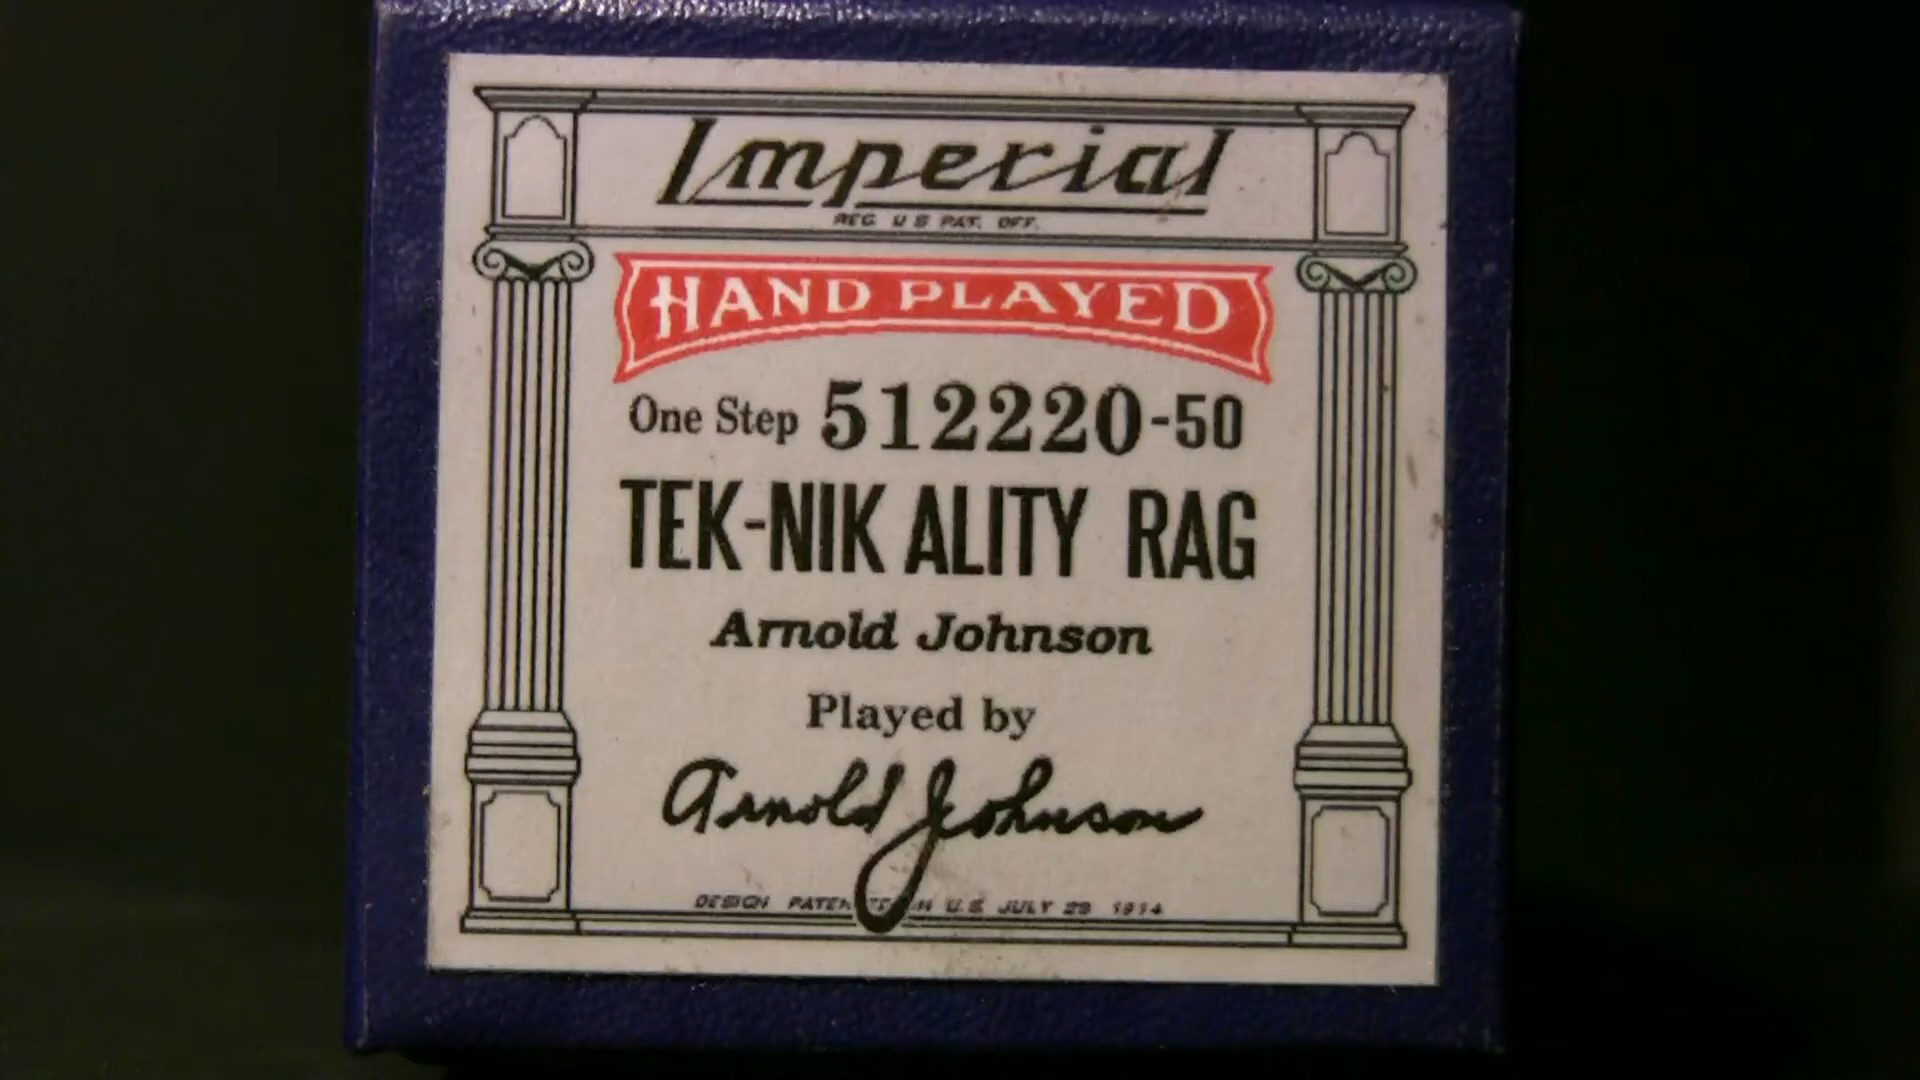 Imperial
REG. U S PAT. OFF.
HAND PLAYED
One Step 512220-50
TEK-NIK ALITY RAG
Arnold Johnson
Played by
Arnold Johnson
DESIGN PATENTED IN U.S. JULY 29 1914